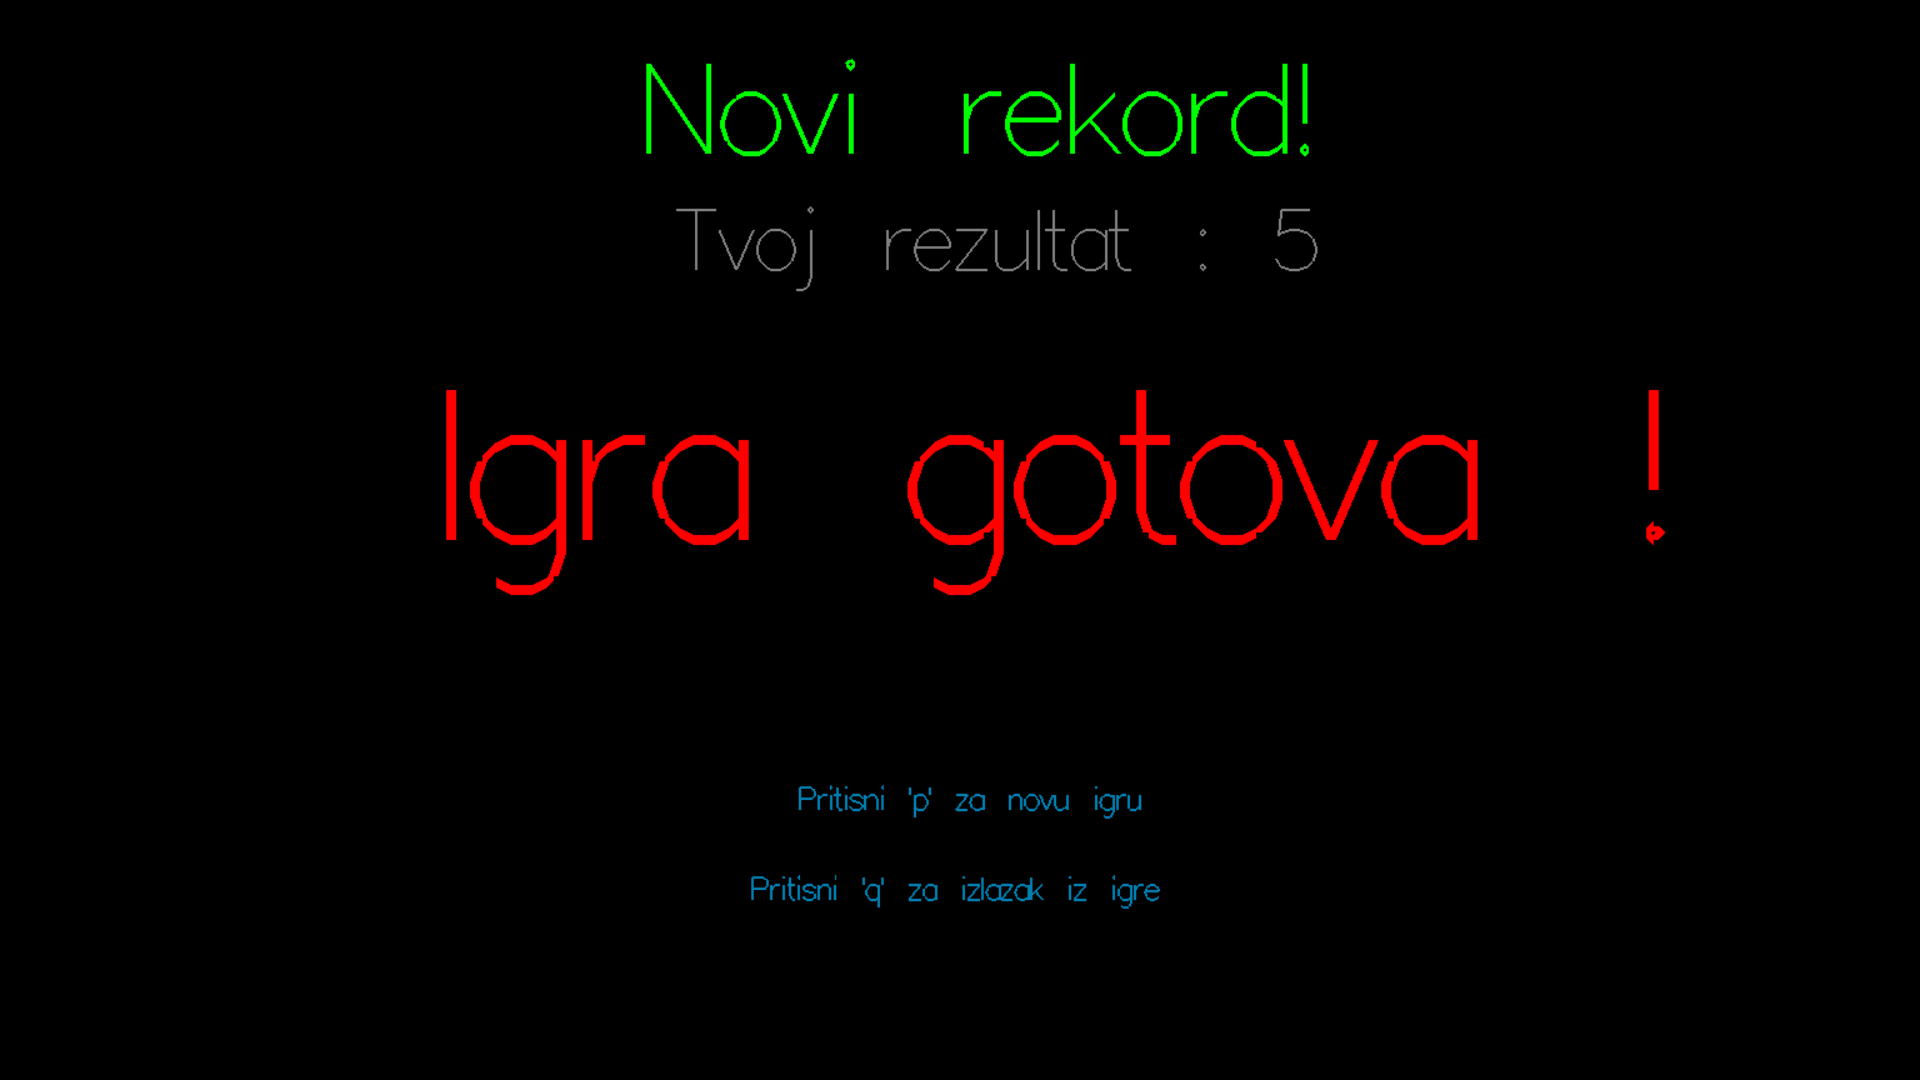 Novi rekord!
Tvoj rezultat : 5
Igra gotova !
Pritisni 'p' za novu igru
Pritisni 'q' za izlazak iz igre